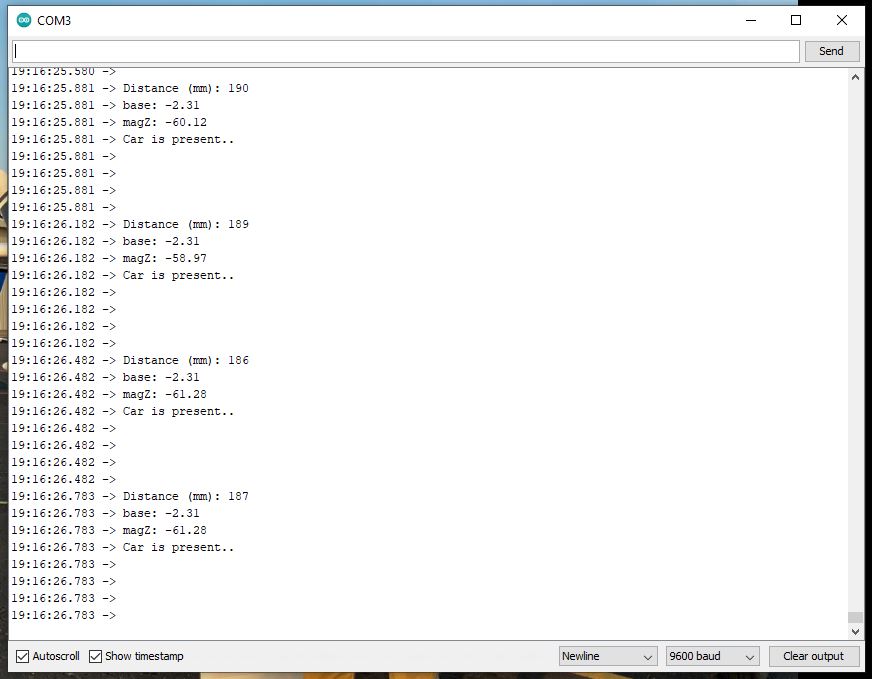 COM3
Send
19:16:25.580 ->
19:16:25.881 -> Distance (mm): 190
19:16:25.881 -> base: -2.31
19:16:25.881 -> magZ: -60.12
19:16:25.881 -> Car is present..
19:16:25.881 ->
19:16:25.881 ->
19:16:25.881 ->
19:16:25.881 ->
19:16:26.182 -> Distance (mm): 189
19:16:26.182 -> base: -2.31
19:16:26.182 -> magZ: -58.97
19:16:26.182 -> Car is present..
19:16:26.182 ->
19:16:26.182 ->
19:16:26.182 ->
19:16:26.182 ->
19:16:26.482 -> Distance (mm): 186
19:16:26.482 -> base: -2.31
19:16:26.482 -> magZ: -61.28
19:16:26.482 -> Car is present..
19:16:26.482 ->
19:16:26.482 ->
19:16:26.482 ->
19:16:26.482 ->
19:16:26.783 -> Distance (mm): 187
19:16:26.783 -> base: -2.31
19:16:26.783 -> magZ: -61.28
19:16:26.783 -> Car is present..
19:16:26.783 ->
19:16:26.783 ->
19:16:26.783 ->
19:16:26.783 ->
Autoscroll Show timestamp Newline 9600 baud Clear output